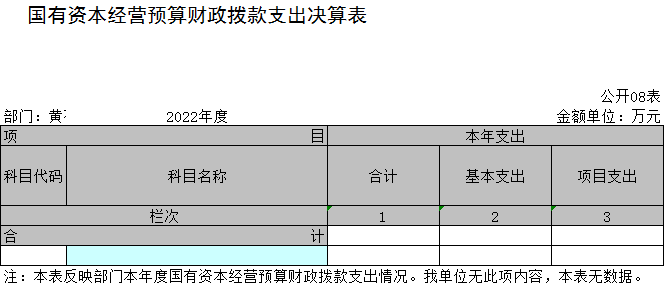 国有资本经营预算财政拨款支出决算表
公开08表
部门：黄 2022年度 金额单位：万元
项 目 本年支出
科目代码 科目名称 合计 基本支出 项目支出
栏次 1 2 3
合 计
注：本表反映部门本年度国有资本经营预算财政拨款支出情况。我单位无此项内容，本表无数据。